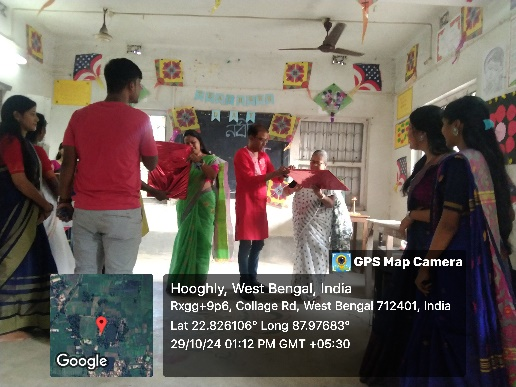 GPS Map Camera
Hooghly, West Bengal, India
Rxgg+9p6, Collage Rd, West Bengal 712401, India
Lat 22.826106° Long 87.97683°
29/10/24 01:12 PM GMT +05:30
Google